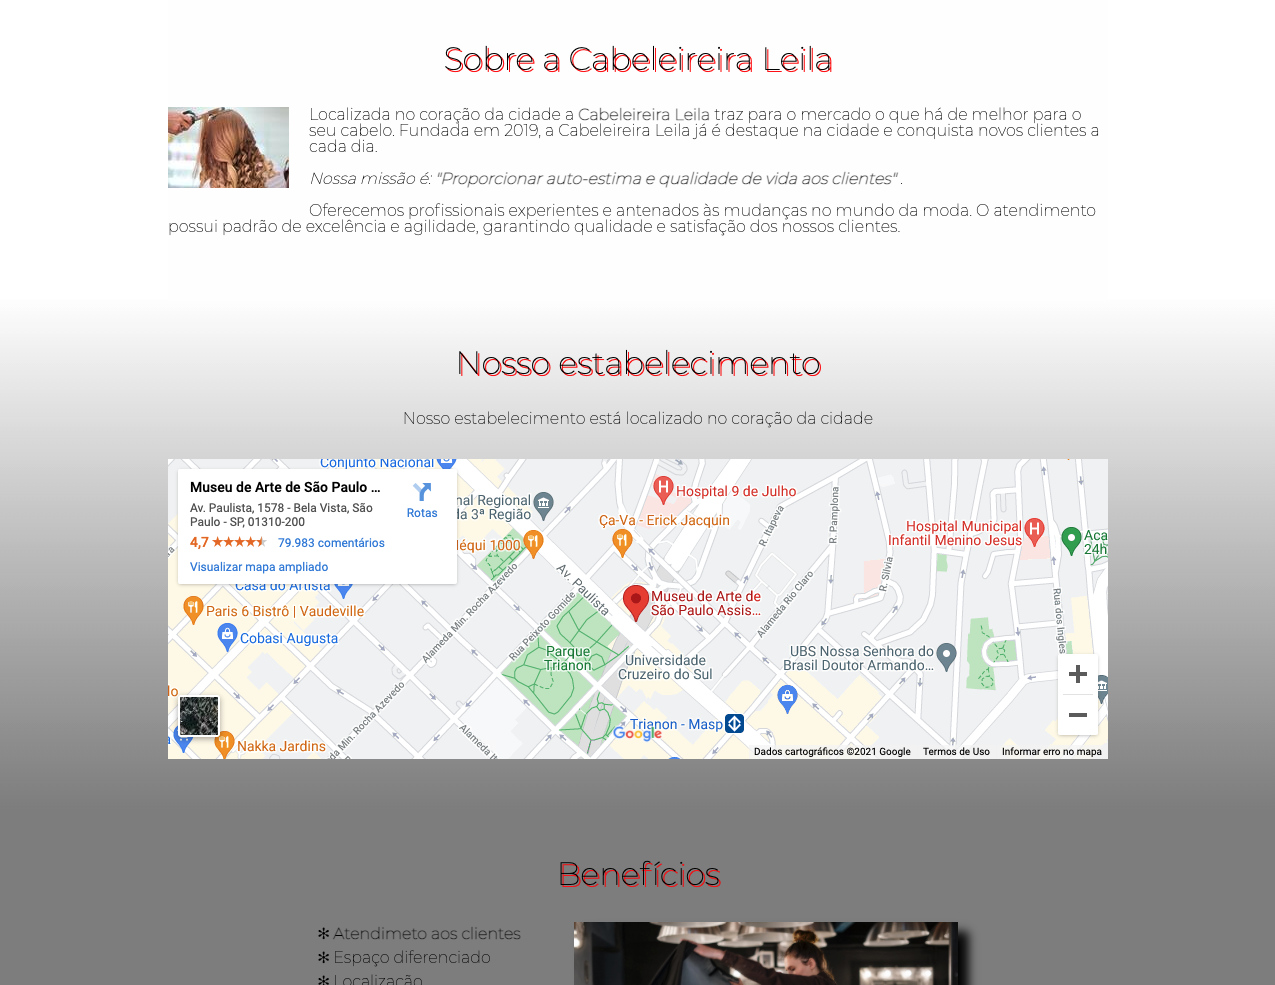 Sobre a Cabeleireira Leila
Localizada no coração da cidade a Cabeleireira Leila traz para o mercado o que há de melhor para o
seu cabelo. Fundada em 2019, a Cabeleireira Leila já é destaque na cidade e conquista novos clientes a
cada dia.
Nossa missão é: "Proporcionar auto-estima e qualidade de vida aos clientes" .
Oferecemos profissionais experientes e antenados às mudanças no mundo da moda. O atendimento
possui padrão de excelência e agilidade, garantindo qualidade e satisfação dos nossos clientes.
Nosso estabelecimento
Nosso estabelecimento está localizado no coração da cidade
Conjunto Nacional
Museu de Arte de São Paulo ...
Av. Paulista, 1578 - Bela Vista, São
Paulo - SP, 01310-200
4,7 79.983 comentários
Visualizar mapa ampliado
Rotas
nal Regional
da 3ª Região
Hospital 9 de Julho
Ça-Va - Erick Jacquin
léqui 1000
Casa do Artista
Paris 6 Bistrô | Vaudeville
Cobasi Augusta
Av. Paulista
Alameda Min. Rocha Azevedo
Rua Peixoto Gomide
Museu de Arte de
São Paulo Assis...
R. Itapeva
R. Pamplona
Alameda Rio Claro
R. Silvia
Hospital Municipal
Infantil Menino Jesus
Aca
24h
Rua dos Ingles
Parque
Trianon
Universidade
Cruzeiro do Sul
UBS Nossa Senhora do
Brasil Doutor Armando...
Trianon - Masp
Nakka Jardins
Google
Dados cartográficos ©2021 Google
Termos de Uso
Informar erro no mapa
Benefícios
✻ Atendimeto aos clientes
✻ Espaço diferenciado
✻ Localização